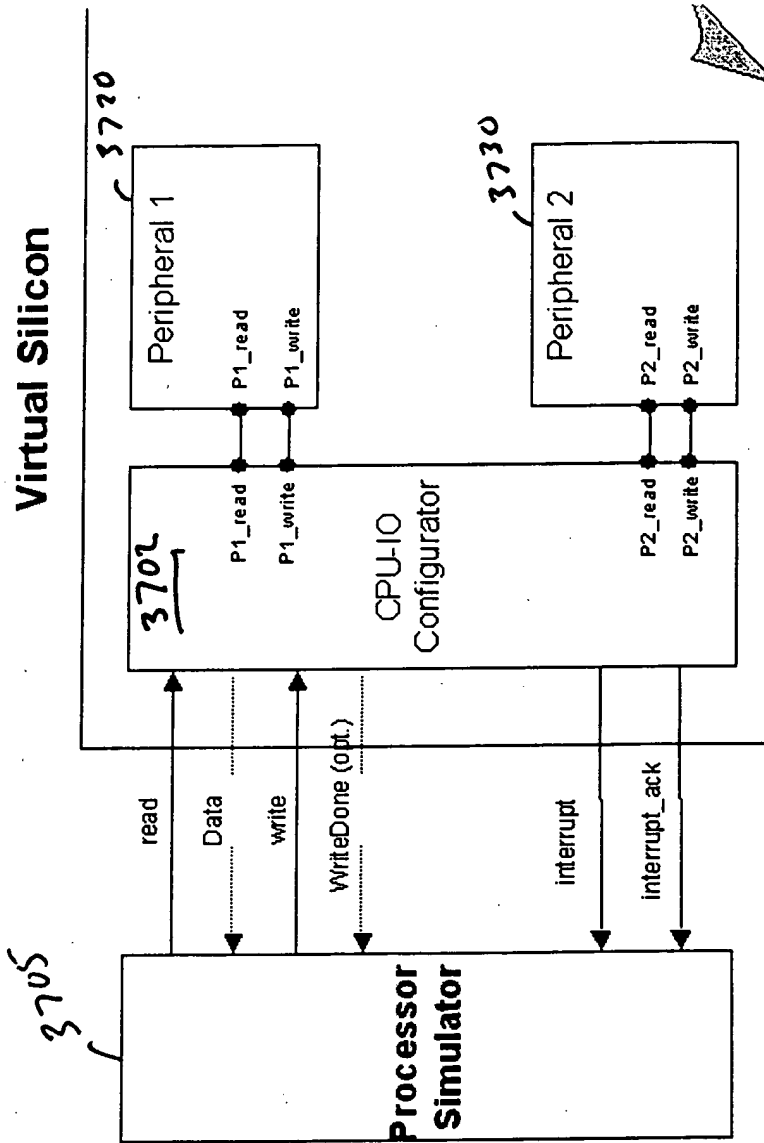 Virtual Silicon
3705
Processor
Simulator
read
Data
write
WriteDone (opt.)
interrupt
interrupt_ack
3702
CPU-IO
Configurator
P1_read
P1_write
P2_read
P2_write
3720
Peripheral 1
P1_read
P1_write
3730
Peripheral 2
P2_read
P2_write